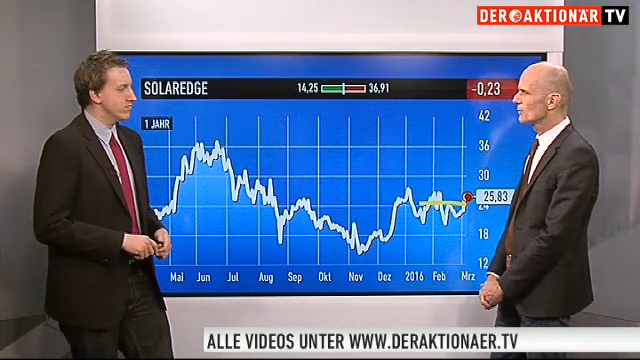 DER AKTIONÄR TV
SOLAREDGE 14,25 36,91 -0,23
1 JAHR
42
36
30
25,83
24
18
12
Mai Jun Jul Aug Sep Okt Nov Dez 2016 Feb Mrz
ALLE VIDEOS UNTER WWW.DERAKTIONAER.TV